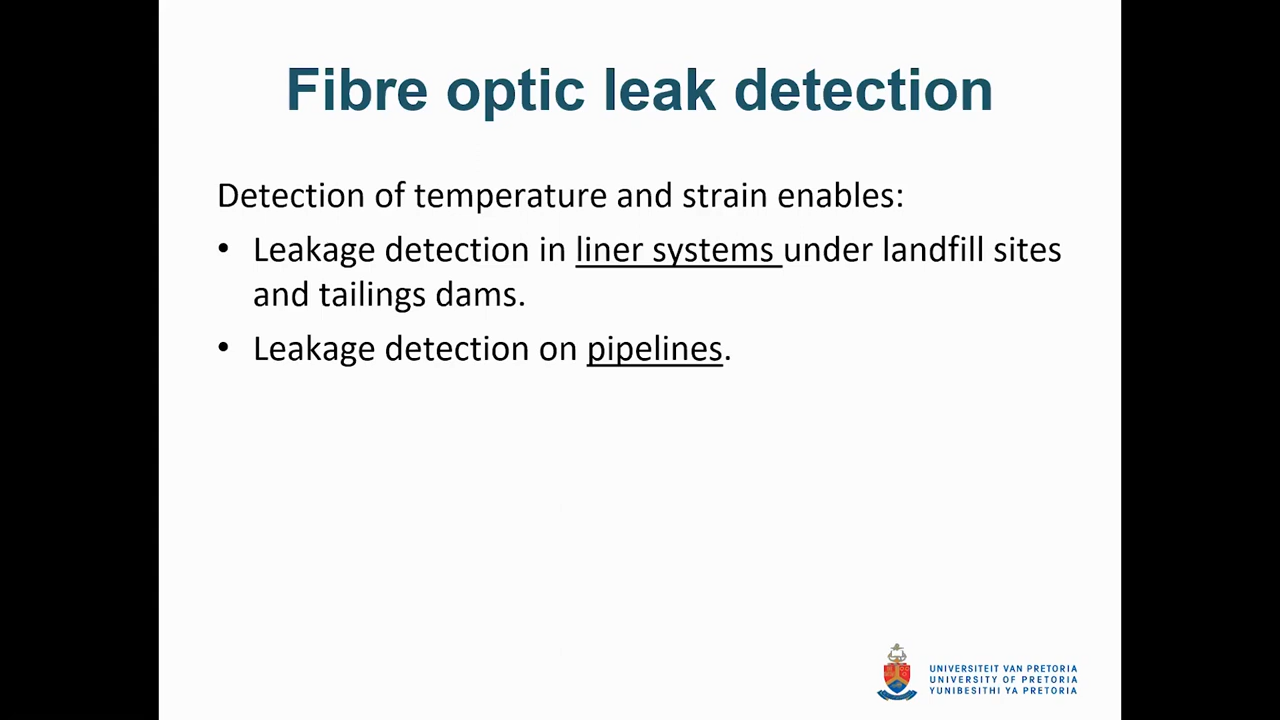 Fibre optic leak detection
Detection of temperature and strain enables:
• Leakage detection in liner systems under landfill sites
and tailings dams.
• Leakage detection on pipelines.
UNIVERSITEIT VAN PRETORIA
UNIVERSITY OF PRETORIA
YUNIBESITHI YA PRETORIA